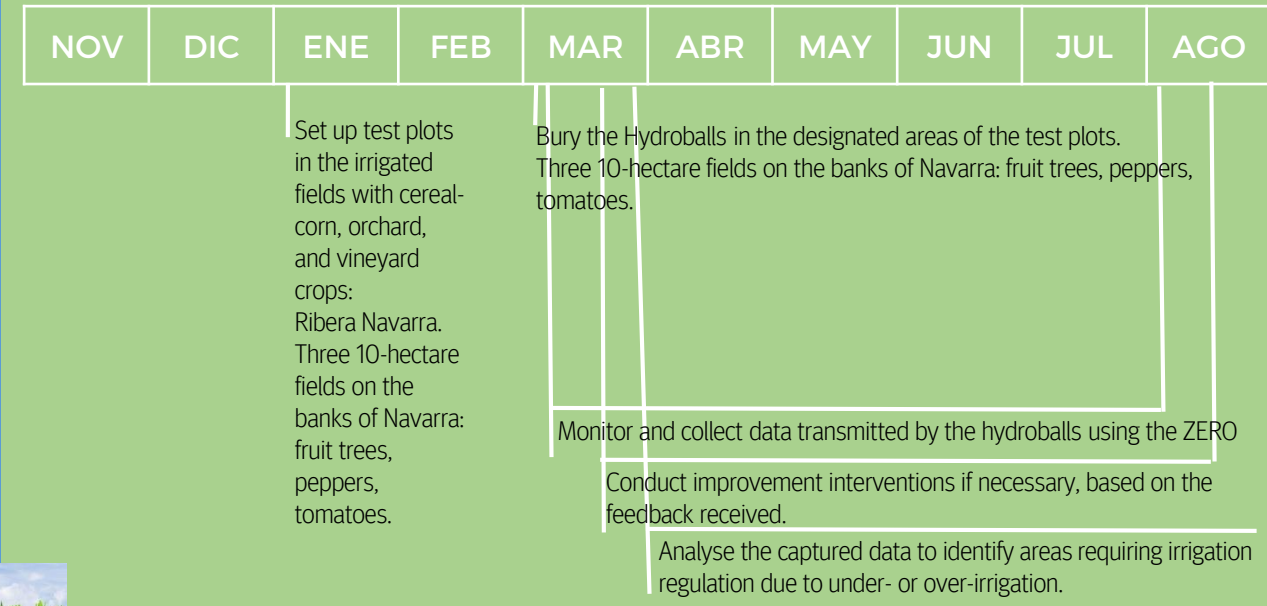 NOV DIC ENE FEB MAR ABR MAY JUN JUL AGO
Set up test plots
in the irrigated
fields with cereal-
corn, orchard,
and vineyard
crops:
Ribera Navarra.
Three 10-hectare
fields on the
banks of Navarra:
fruit trees,
peppers,
tomatoes.
Bury the Hydroballs in the designated areas of the test plots.
Three 10-hectare fields on the banks of Navarra: fruit trees, peppers,
tomatoes.
Monitor and collect data transmitted by the hydroballs using the ZERO
Conduct improvement interventions if necessary, based on the
feedback received.
Analyse the captured data to identify areas requiring irrigation
regulation due to under- or over-irrigation.